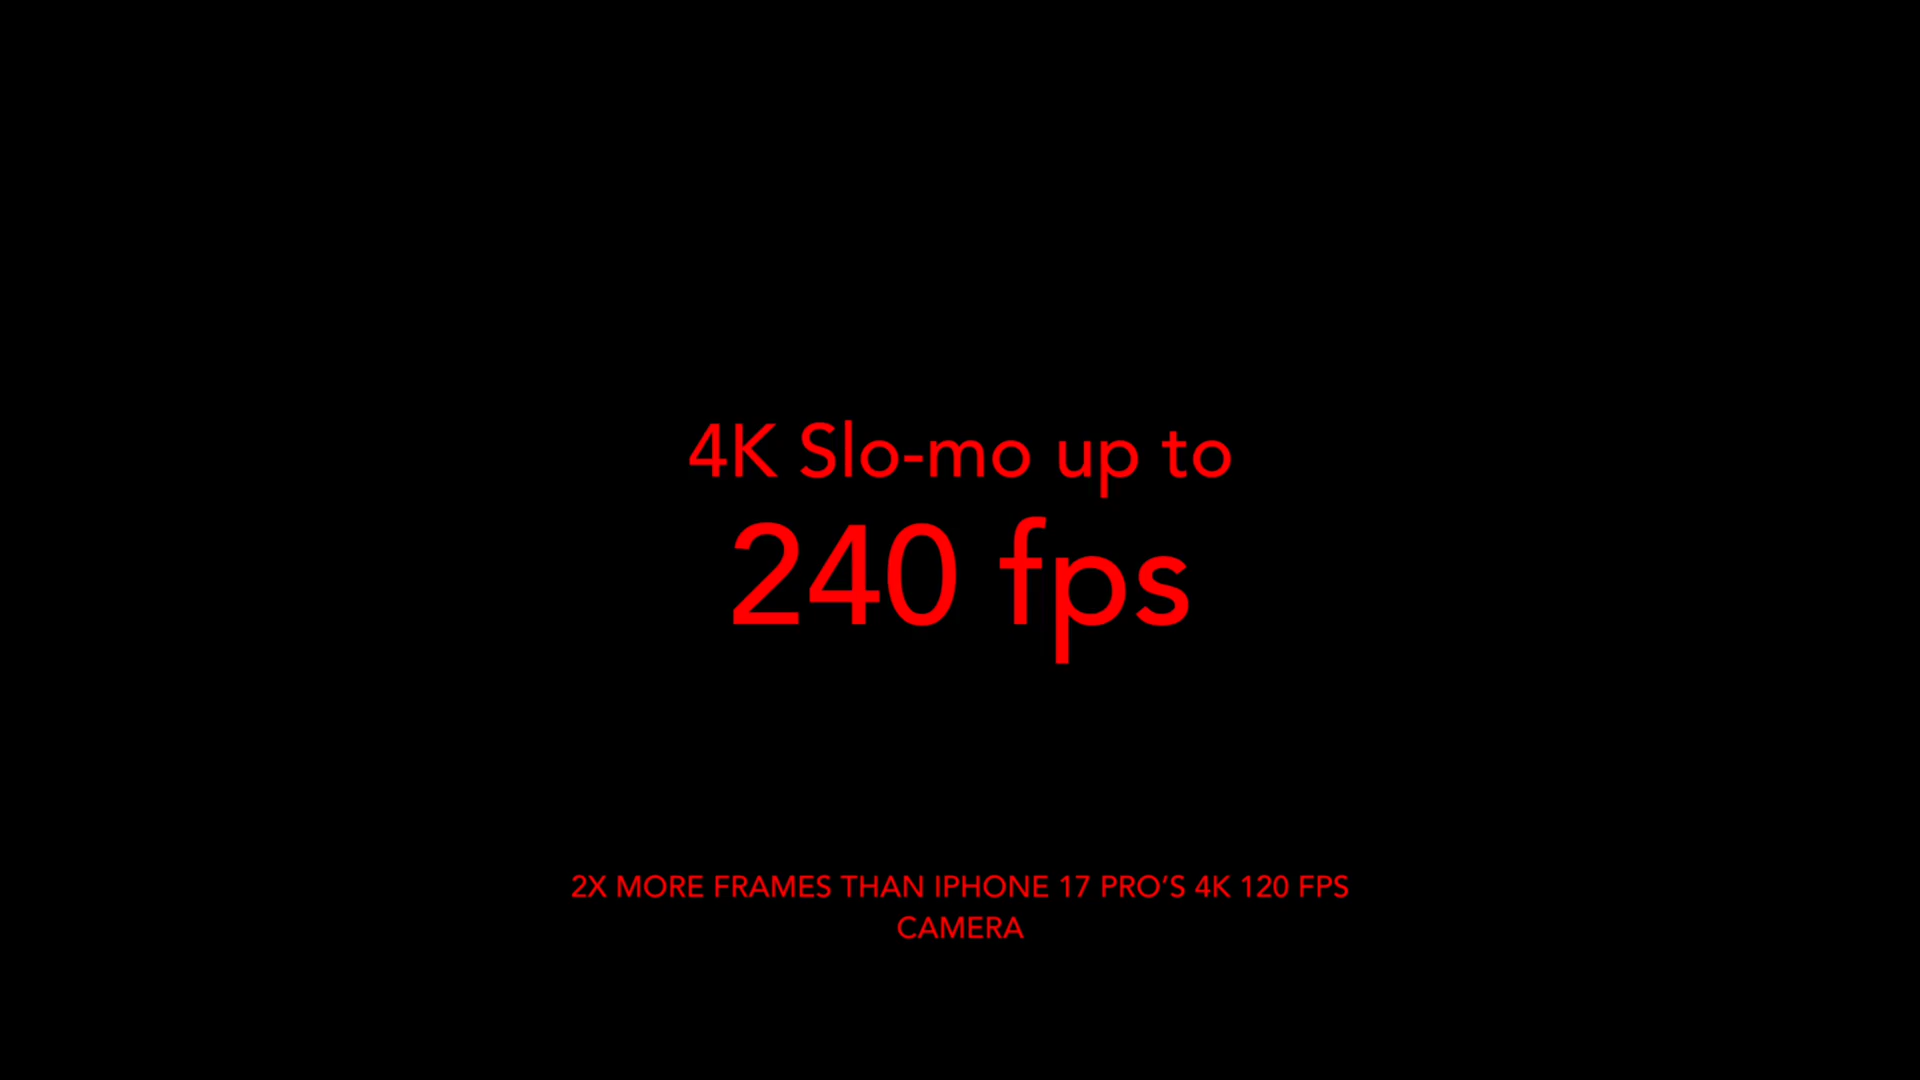 4K Slo-mo up to
240 fps
2X MORE FRAMES THAN IPHONE 17 PRO’S 4K 120 FPS
CAMERA